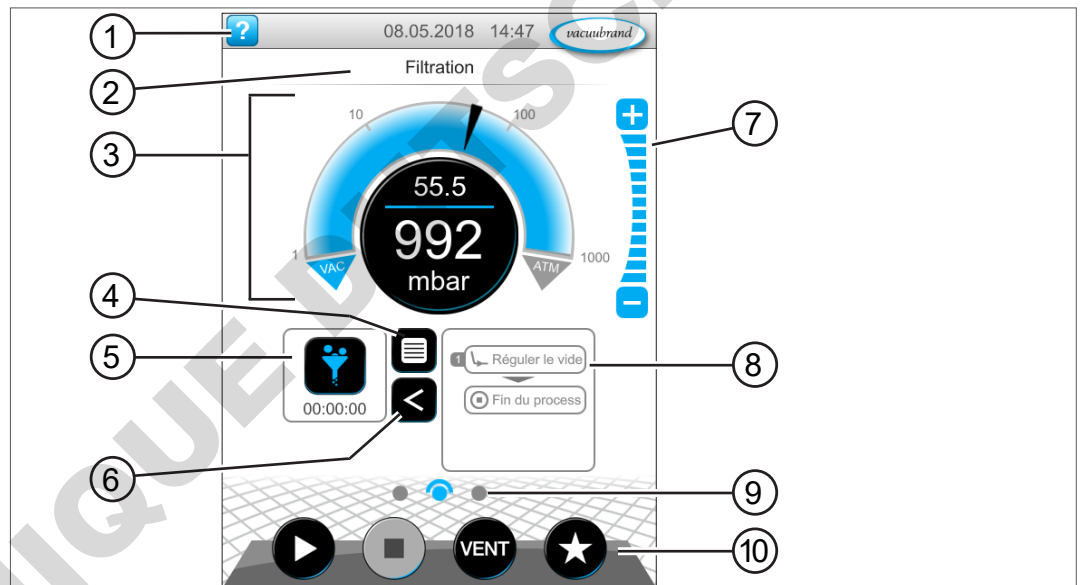 ?
08.05.2018 14:47
vacuubrand
Filtration
10
100
1
1000
VAC
ATM
55.5
992
mbar
+
−
00:00:00
<
1 Réguler le vide
Fin du process
VENT
1
2
3
4
5
6
7
8
9
10